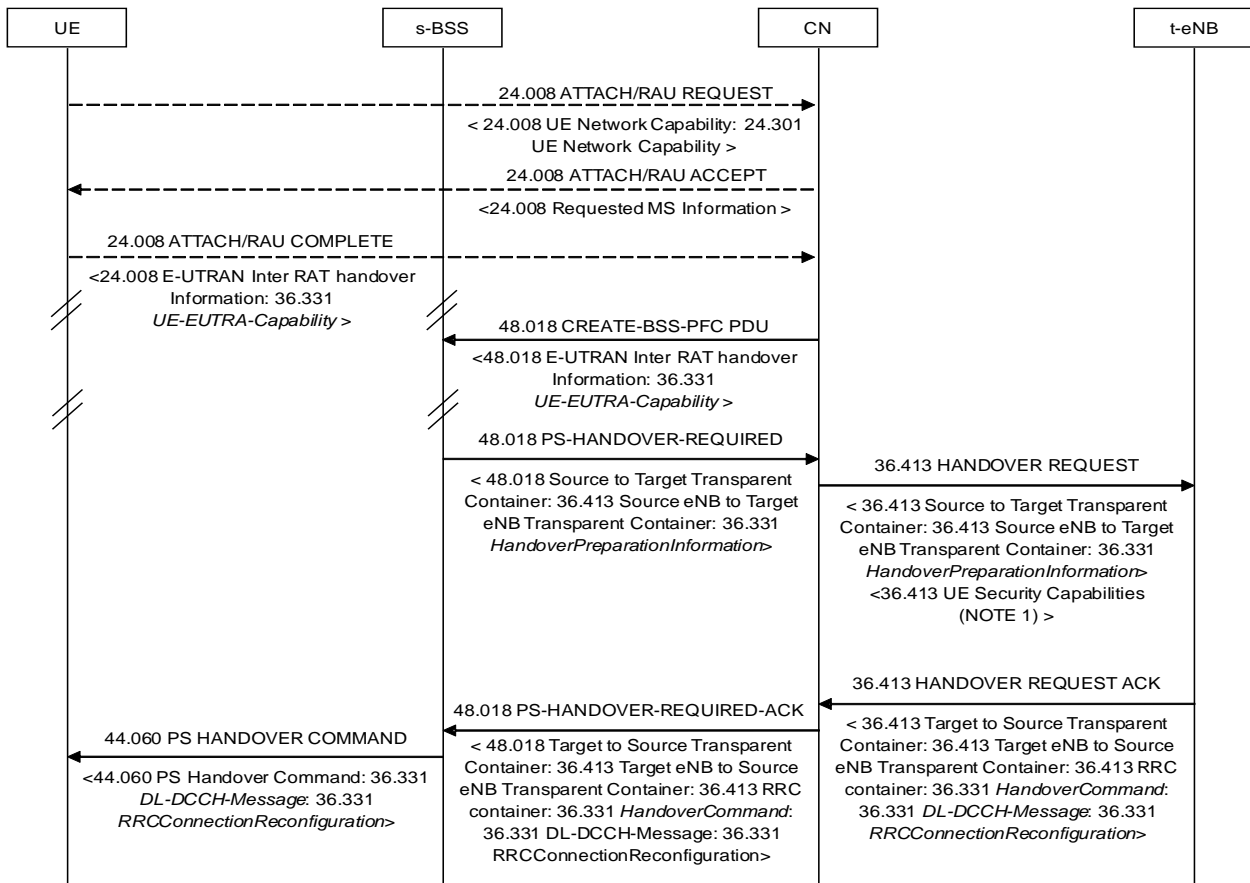 UE
s-BSS
CN
t-eNB
24.008 ATTACH/RAU REQUEST
< 24.008 UE Network Capability: 24.301
UE Network Capability >
24.008 ATTACH/RAU ACCEPT
<24.008 Requested MS Information >
24.008 ATTACH/RAU COMPLETE
<24.008 E-UTRAN Inter RAT handover
Information: 36.331
UE-EUTRA-Capability >
48.018 CREATE-BSS-PFC PDU
<48.018 E-UTRAN Inter RAT handover
Information: 36.331
UE-EUTRA-Capability >
48.018 PS-HANDOVER-REQUIRED
< 48.018 Source to Target Transparent
Container: 36.413 Source eNB to Target
eNB Transparent Container: 36.331
HandoverPreparationInformation>
36.413 HANDOVER REQUEST
< 36.413 Source to Target Transparent
Container: 36.413 Source eNB to Target
eNB Transparent Container: 36.331
HandoverPreparationInformation>
<36.413 UE Security Capabilities
(NOTE 1) >
36.413 HANDOVER REQUEST ACK
< 36.413 Target to Source Transparent
Container: 36.413 Target eNB to Source
eNB Transparent Container: 36.413 RRC
container: 36.331 HandoverCommand:
36.331 DL-DCCH-Message: 36.331
RRCConnectionReconfiguration>
48.018 PS-HANDOVER-REQUIRED-ACK
< 48.018 Target to Source Transparent
Container: 36.413 Target eNB to Source
eNB Transparent Container: 36.413 RRC
container: 36.331 HandoverCommand:
36.331 DL-DCCH-Message: 36.331
RRCConnectionReconfiguration>
44.060 PS HANDOVER COMMAND
<44.060 PS Handover Command: 36.331
DL-DCCH-Message: 36.331
RRCConnectionReconfiguration>